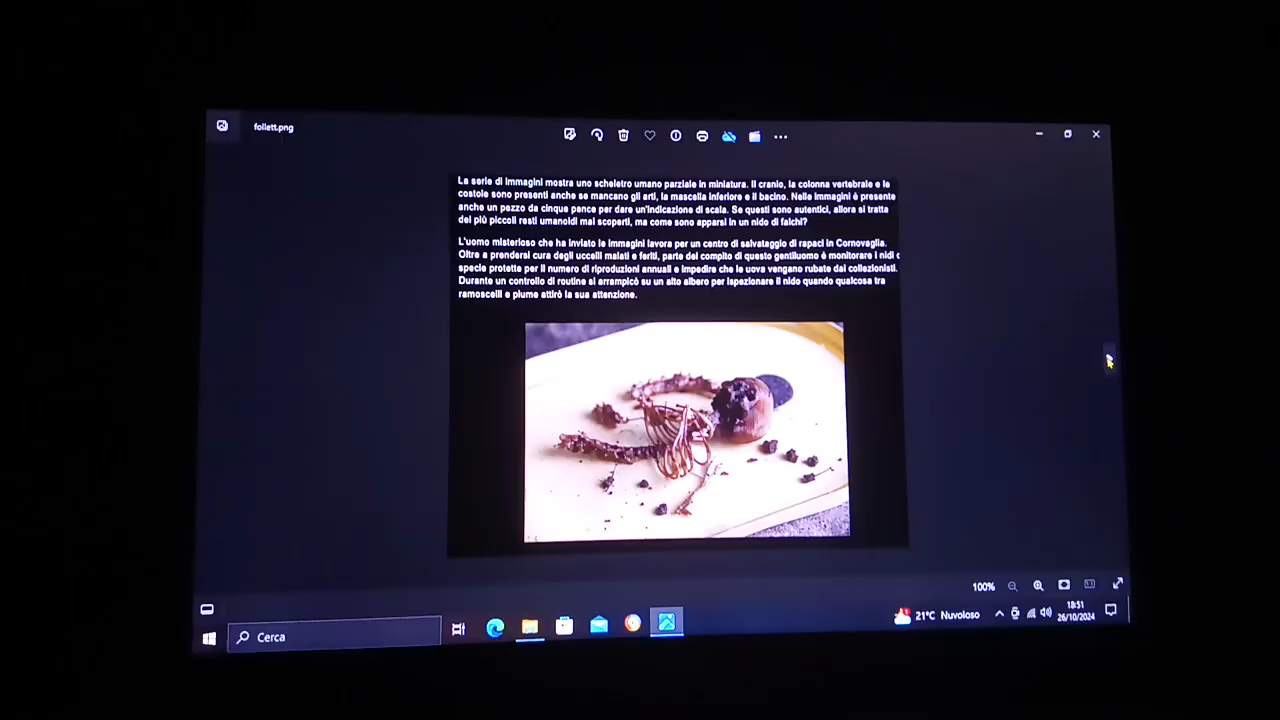 follett.png
La serie di immagini mostra uno scheletro umano parziale in miniatura. Il cranio, la colonna vertebrale e le
costole sono presenti anche se mancano gli arti, la mascella inferiore e il bacino. Nelle immagini è presente
anche un pezzo da cinque pence per dare un'indicazione di scala. Se questi sono autentici, allora si tratta
dei più piccoli resti umanoidi mai scoperti, ma come sono apparsi in un nido di falchi?
L'uomo misterioso che ha inviato le immagini lavora per un centro di salvataggio di rapaci in Cornovaglia.
Oltre a prendersi cura degli uccelli malati e feriti, parte del compito di questo gentiluomo è monitorare i nidi
specie protette per il numero di riproduzioni annuali e impedire che le uova vengano rubate dai collezionisti.
Durante un controllo di routine si arrampicò su un alto albero per ispezionare il nido quando qualcosa tra
ramoscelli e piume attirò la sua attenzione.
100%
Cerca
21°C Nuvoloso
18:51
26/10/2024